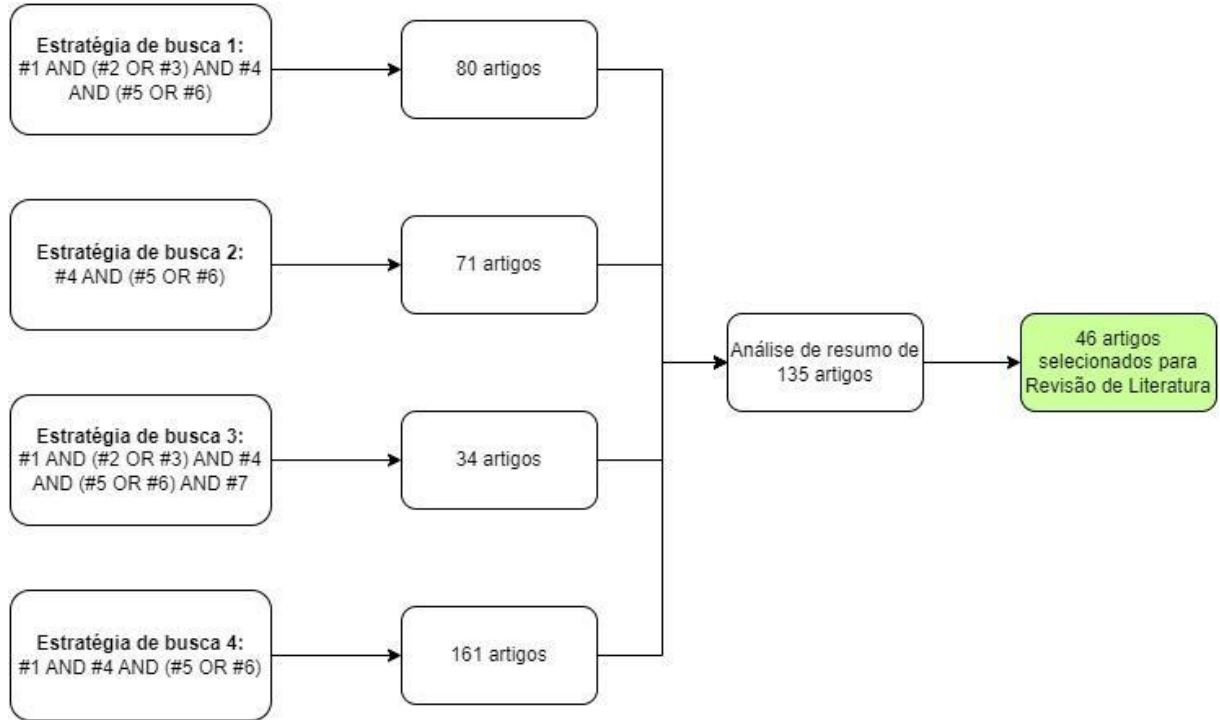 Estratégia de busca 1:
#1 AND (#2 OR #3) AND #4
AND (#5 OR #6)
80 artigos
Estratégia de busca 2:
#4 AND (#5 OR #6)
71 artigos
Estratégia de busca 3:
#1 AND (#2 OR #3) AND #4
AND (#5 OR #6) AND #7
34 artigos
Estratégia de busca 4:
#1 AND #4 AND (#5 OR #6)
161 artigos
Análise de resumo de
135 artigos
46 artigos
selecionados para
Revisão de Literatura